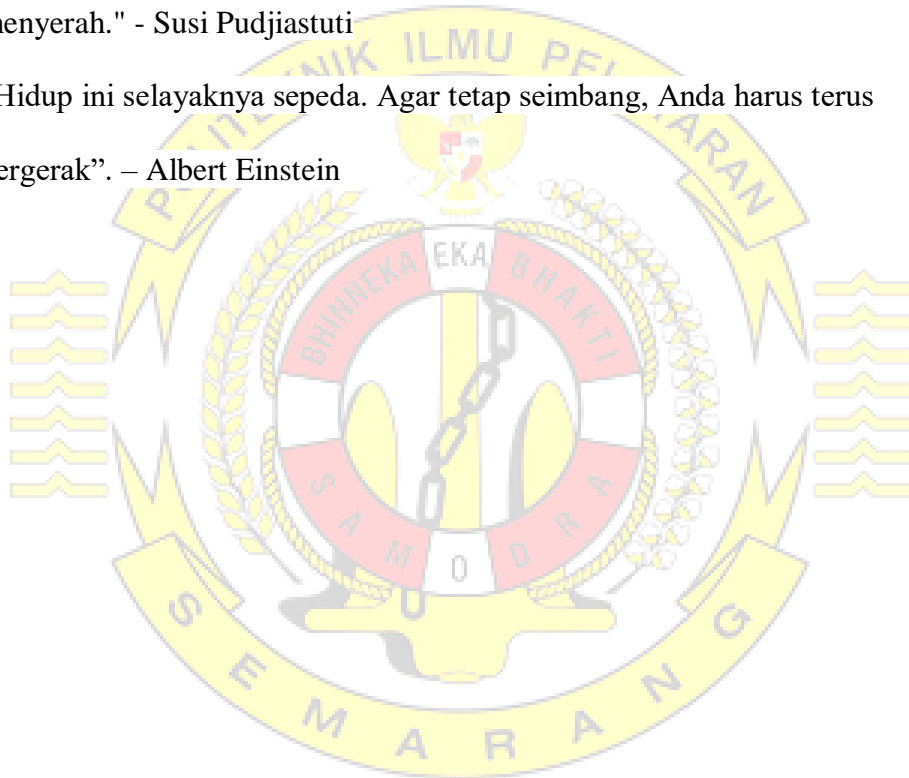 menyerah." - Susi Pudjiastuti
Hidup ini selayaknya sepeda. Agar tetap seimbang, Anda harus terus
ergerak”. – Albert Einstein
POLITEKNIK ILMU PELAYARAN
BHINNEKA EKA BHAKTI
SAMODRA
SEMARANG